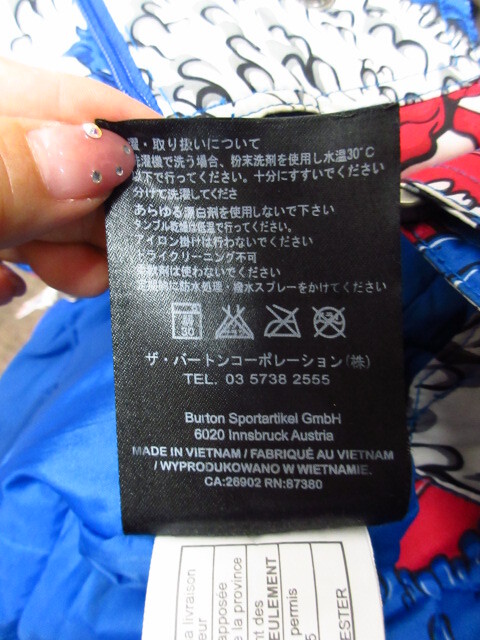 濯・取り扱いについて
洗濯機で洗う場合、粉末洗剤を使用し水温30°C
以下で行ってください。十分にすすいでください
分けて洗濯してくださ
あらゆる漂白剤を使用しないで下さい
タンブル乾燥は低温で行ってください。
アイロン掛けは行わないでください
ドライクリーニング不可
柔軟剤は使わないでください
定期的に防水処理・撥水スプレーをかけてください
30
ザ・バートンコーポレーション(株)
TEL. 03 5738 2555
Burton Sportartikel GmbH
6020 Innsbruck Austria
MADE IN VIETNAM / FABRIQUÉ AU VIETNAM
/ WYPRODUKOWANO W WIETNAMIE.
CA:26902 RN:87380
la livraison
apposée
de la province
ent des
SEULEMENT
permis
ESTER